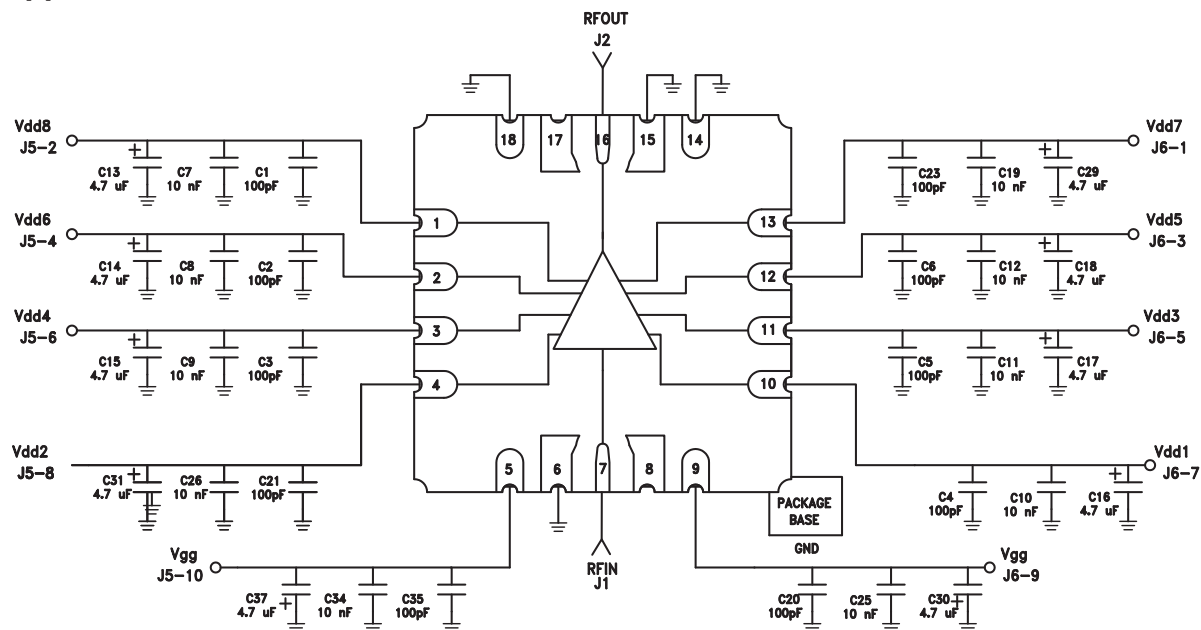 RFOUT
J2
Vdd8
J5-2
C13
4.7 uF
C7
10 nF
C1
100pF
18
17
16
15
14
Vdd7
J6-1
C23
100pF
C19
10 nF
C29
4.7 uF
Vdd6
J5-4
C14
4.7 uF
C8
10 nF
C2
100pF
1
2
13
12
Vdd5
J6-3
C6
100pF
C12
10 nF
C18
4.7 uF
Vdd4
J5-6
C15
4.7 uF
C9
10 nF
C3
100pF
3
4
11
10
Vdd3
J6-5
C5
100pF
C11
10 nF
C17
4.7 uF
Vdd2
J5-8
C31
4.7 uF
C26
10 nF
C21
100pF
5
6
7
8
9
Vdd1
J6-7
C4
100pF
C10
10 nF
C16
4.7 uF
PACKAGE
BASE
GND
Vgg
J5-10
C37
4.7 uF
C34
10 nF
C35
100pF
RFIN
J1
Vgg
J6-9
C20
100pF
C25
10 nF
C30
4.7 uF